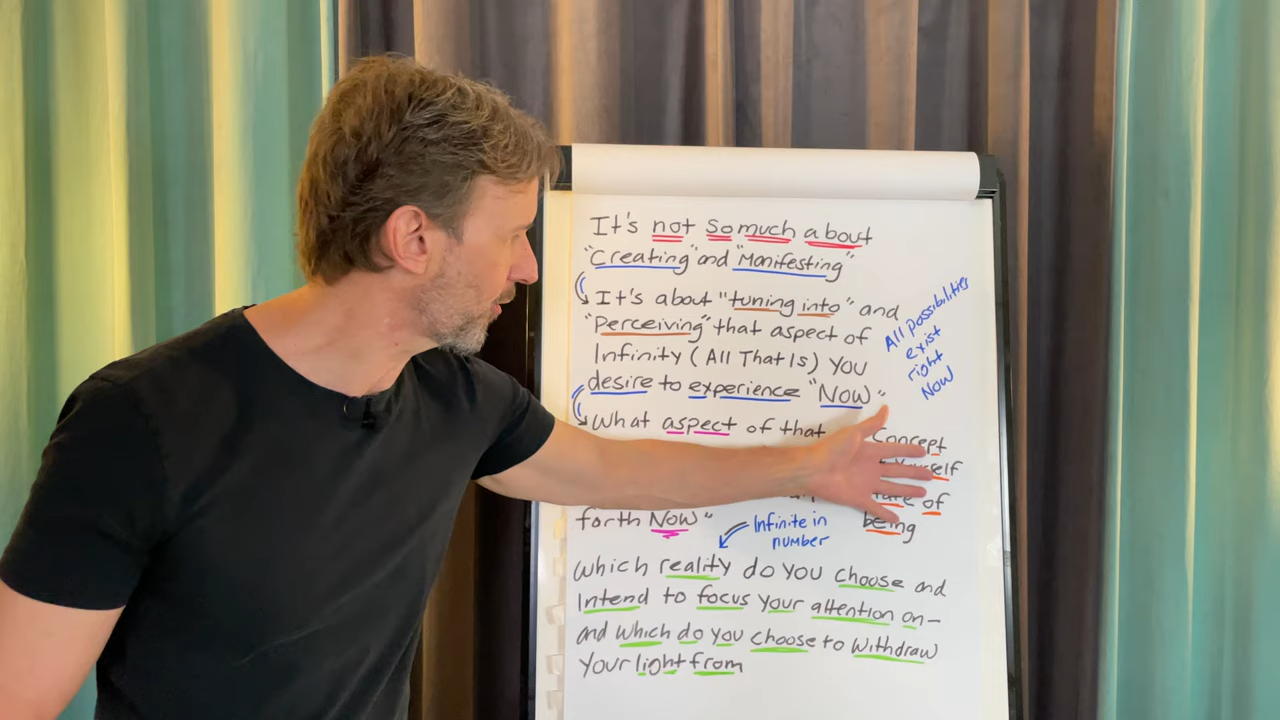 It's not so much about
"Creating" and "Manifesting"
It's about "tuning into" and
"Perceiving" that aspect of
Infinity (All That Is) you
desire to experience "Now"
All possibilities
exist
right
Now
What aspect of that
Concept
of
being
forth Now"
Infinite in
number
Which reality do you choose and
Intend to focus your attention on-
and which do you choose to withdraw
your light from